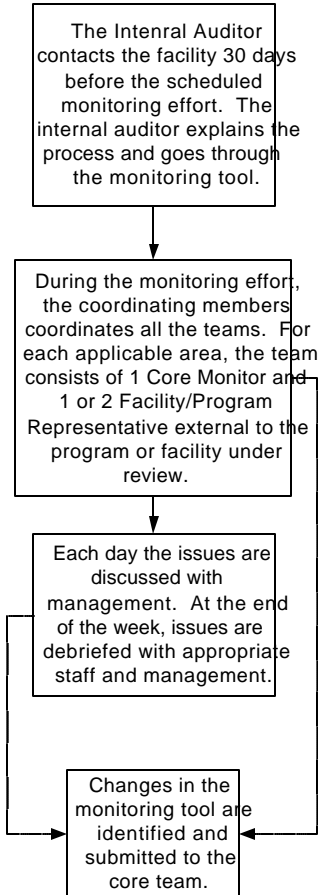 The Intenral Auditor
contacts the facility 30 days
before the scheduled
monitoring effort.  The
internal auditor explains the
process and goes through
the monitoring tool.
During the monitoring effort,
the coordinating members
coordinates all the teams.  For
each applicable area, the team
consists of 1 Core Monitor and
1 or 2 Facility/Program
Representative external to the
program or facility under
review.
Each day the issues are
discussed with
management.  At the end
of the week, issues are
debriefed with appropriate
staff and management.
Changes in the
monitoring tool are
identified and
submitted to the
core team.